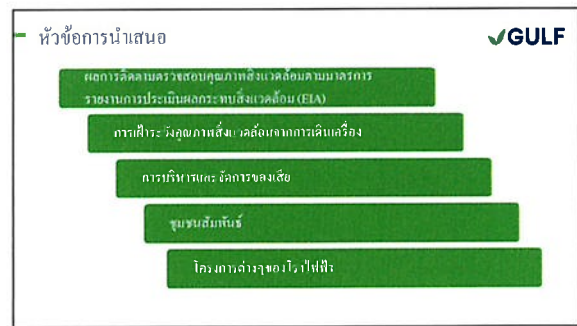 หัวข้อการนำเสนอ
GULF
ผลการติดตามตรวจสอบคุณภาพสิ่งแวดล้อมตามมาตรการ
รายงานการประเมินผลกระทบสิ่งแวดล้อม (EIA)
การเฝ้าระวังคุณภาพสิ่งแวดล้อมจากการเดินเครื่อง
การบริหารและจัดการของเสีย
ชุมชนสัมพันธ์
โครงการต่างๆของโรงไฟฟ้า